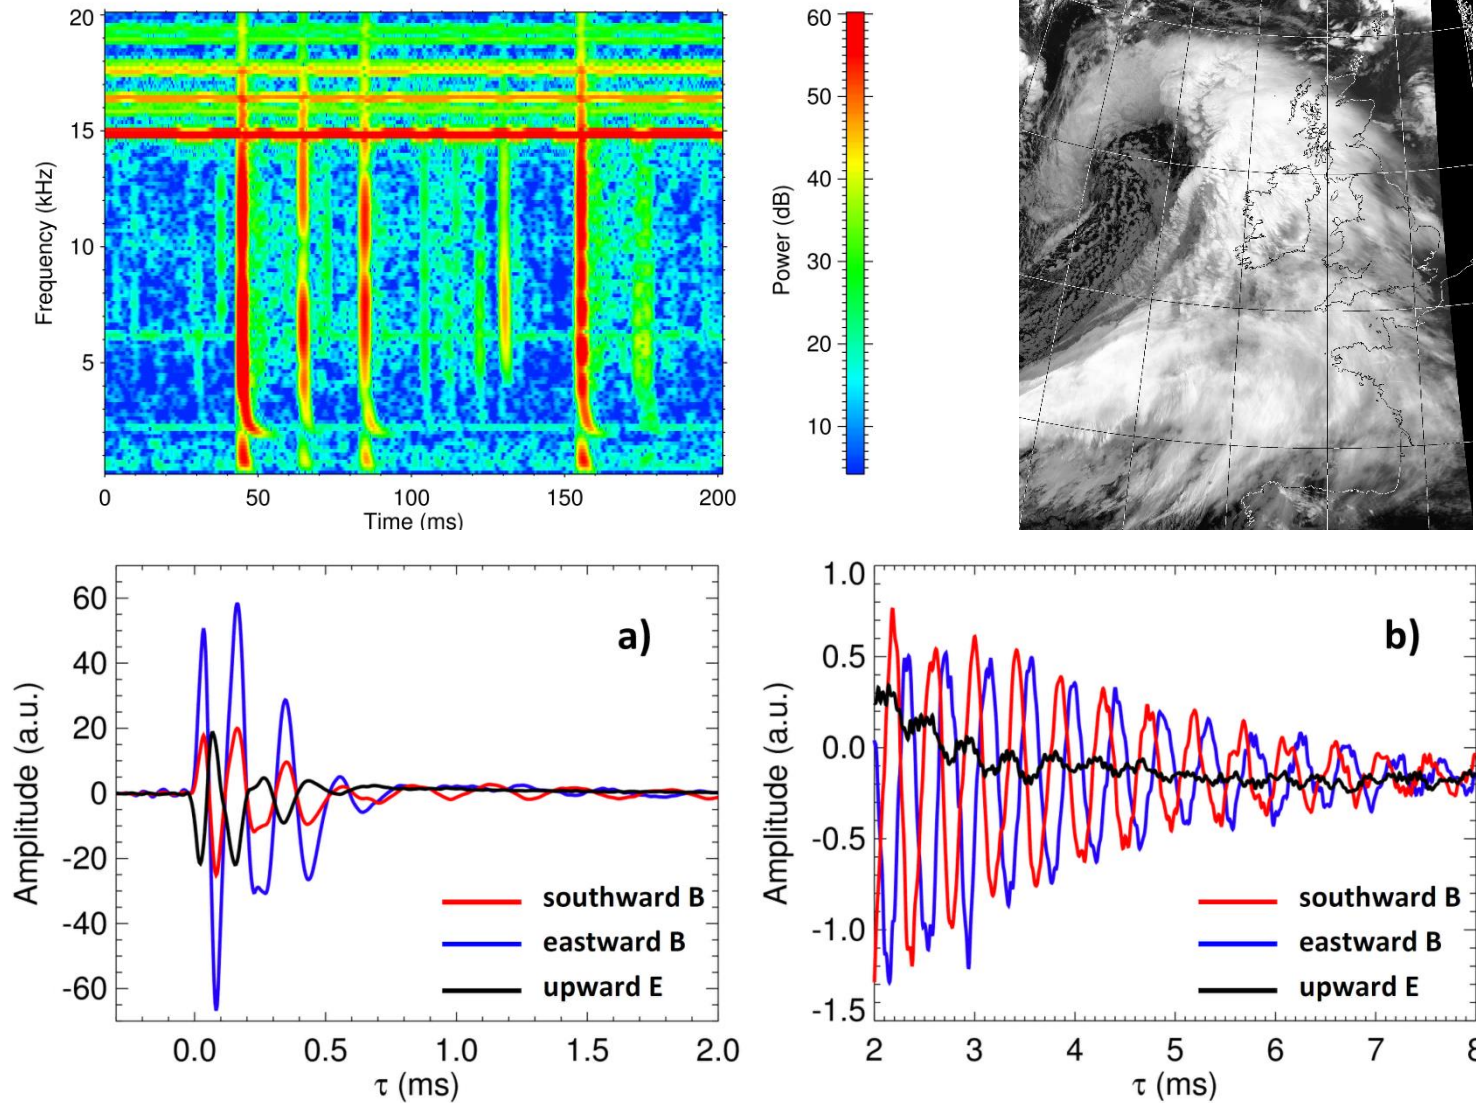 20
15
10
5
Frequency (kHz)
0 50 100 150 200
Time (ms)
60
50
40
30
20
10
Power (dB)
a)
60
40
20
0
-20
-40
-60
Amplitude (a.u.)
southward B
eastward B
upward E
0.0 0.5 1.0 1.5 2.0
τ (ms)
b)
1.0
0.5
0.0
-0.5
-1.0
-1.5
Amplitude (a.u.)
southward B
eastward B
upward E
2 3 4 5 6 7 8
τ (ms)